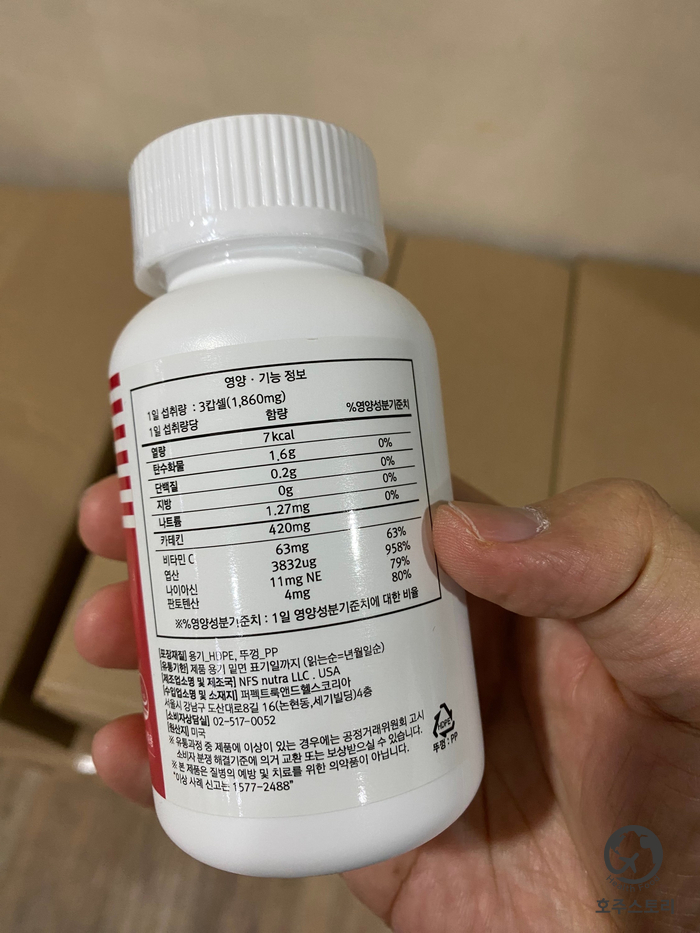 영양 · 기능 정보
1일 섭취량 : 3캅셀(1,860mg)
1일 섭취량당 함량 %영양성분기준치
열량 7kcal
탄수화물 1.6g 0%
단백질 0.2g 0%
지방 0g 0%
나트륨 1.27mg 0%
카테킨 420mg
비타민 C 63mg 63%
엽산 3832ug 958%
나이아신 11mg NE 79%
판토텐산 4mg 80%
※%영양성분기준치 : 1일 영양성분기준치에 대한 비율
[포장재질] 용기_HDPE, 뚜껑_PP
[유통기한] 제품 용기 밑면 표기일까지 (읽는순=년월일순)
[제조업소명 및 제조국] NFS nutra LLC . USA
[수입업소명 및 소재지] 퍼펙트록앤드헬스코리아
서울시 강남구 도산대로8길 16(논현동,세기빌딩)4층
[소비자상담실] 02-517-0052
[원산지] 미국
※ 유통과정 중 제품에 이상이 있는 경우에는 공정거래위원회 고시
소비자 분쟁 해결기준에 의거 교환 또는 보상받으실 수 있습니다.
※ 본 제품은 질병의 예방 및 치료를 위한 의약품이 아닙니다.
"이상 사례 신고는 1577-2488"
HDPE
뚜껑 : PP
호주스토리